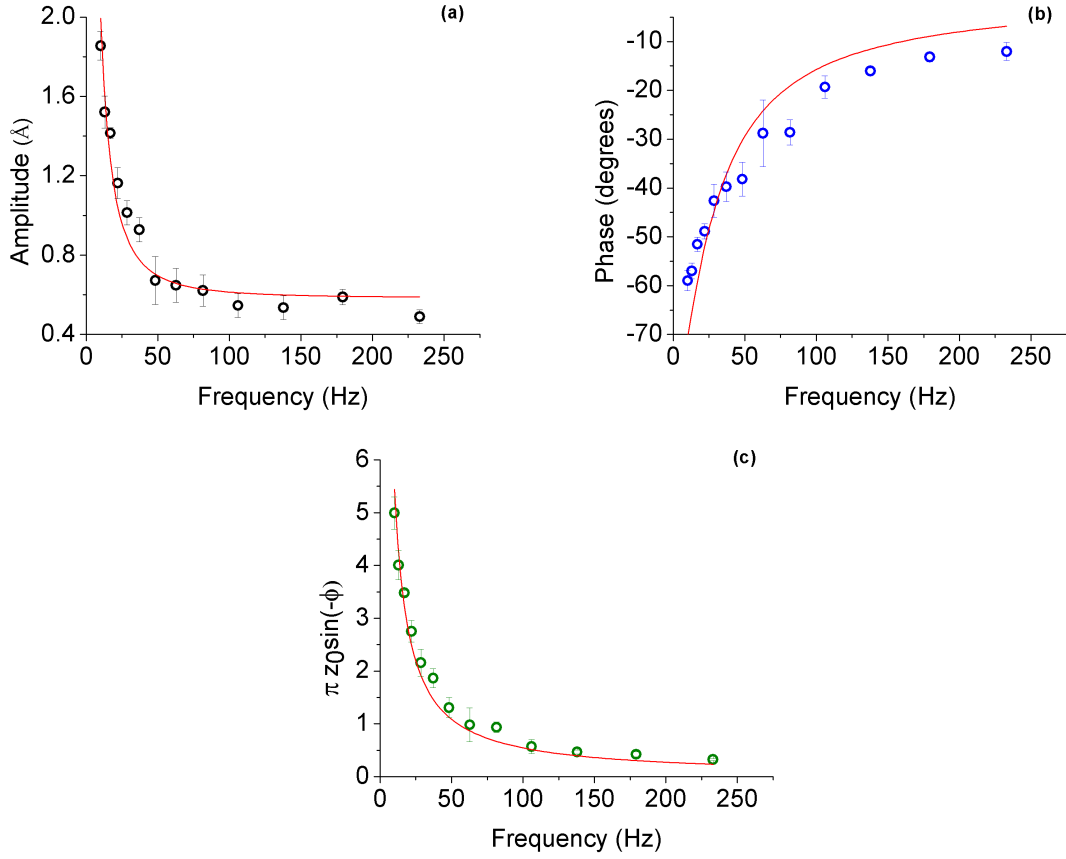 (a)
2.0
1.6
1.2
0.8
0.4
Amplitude (Å)
0 50 100 150 200 250
Frequency (Hz)
(b)
-10
-20
-30
-40
-50
-60
-70
Phase (degrees)
0 50 100 150 200 250
Frequency (Hz)
(c)
6
5
4
3
2
1
0
π z0sin(-ϕ)
0 50 100 150 200 250
Frequency (Hz)